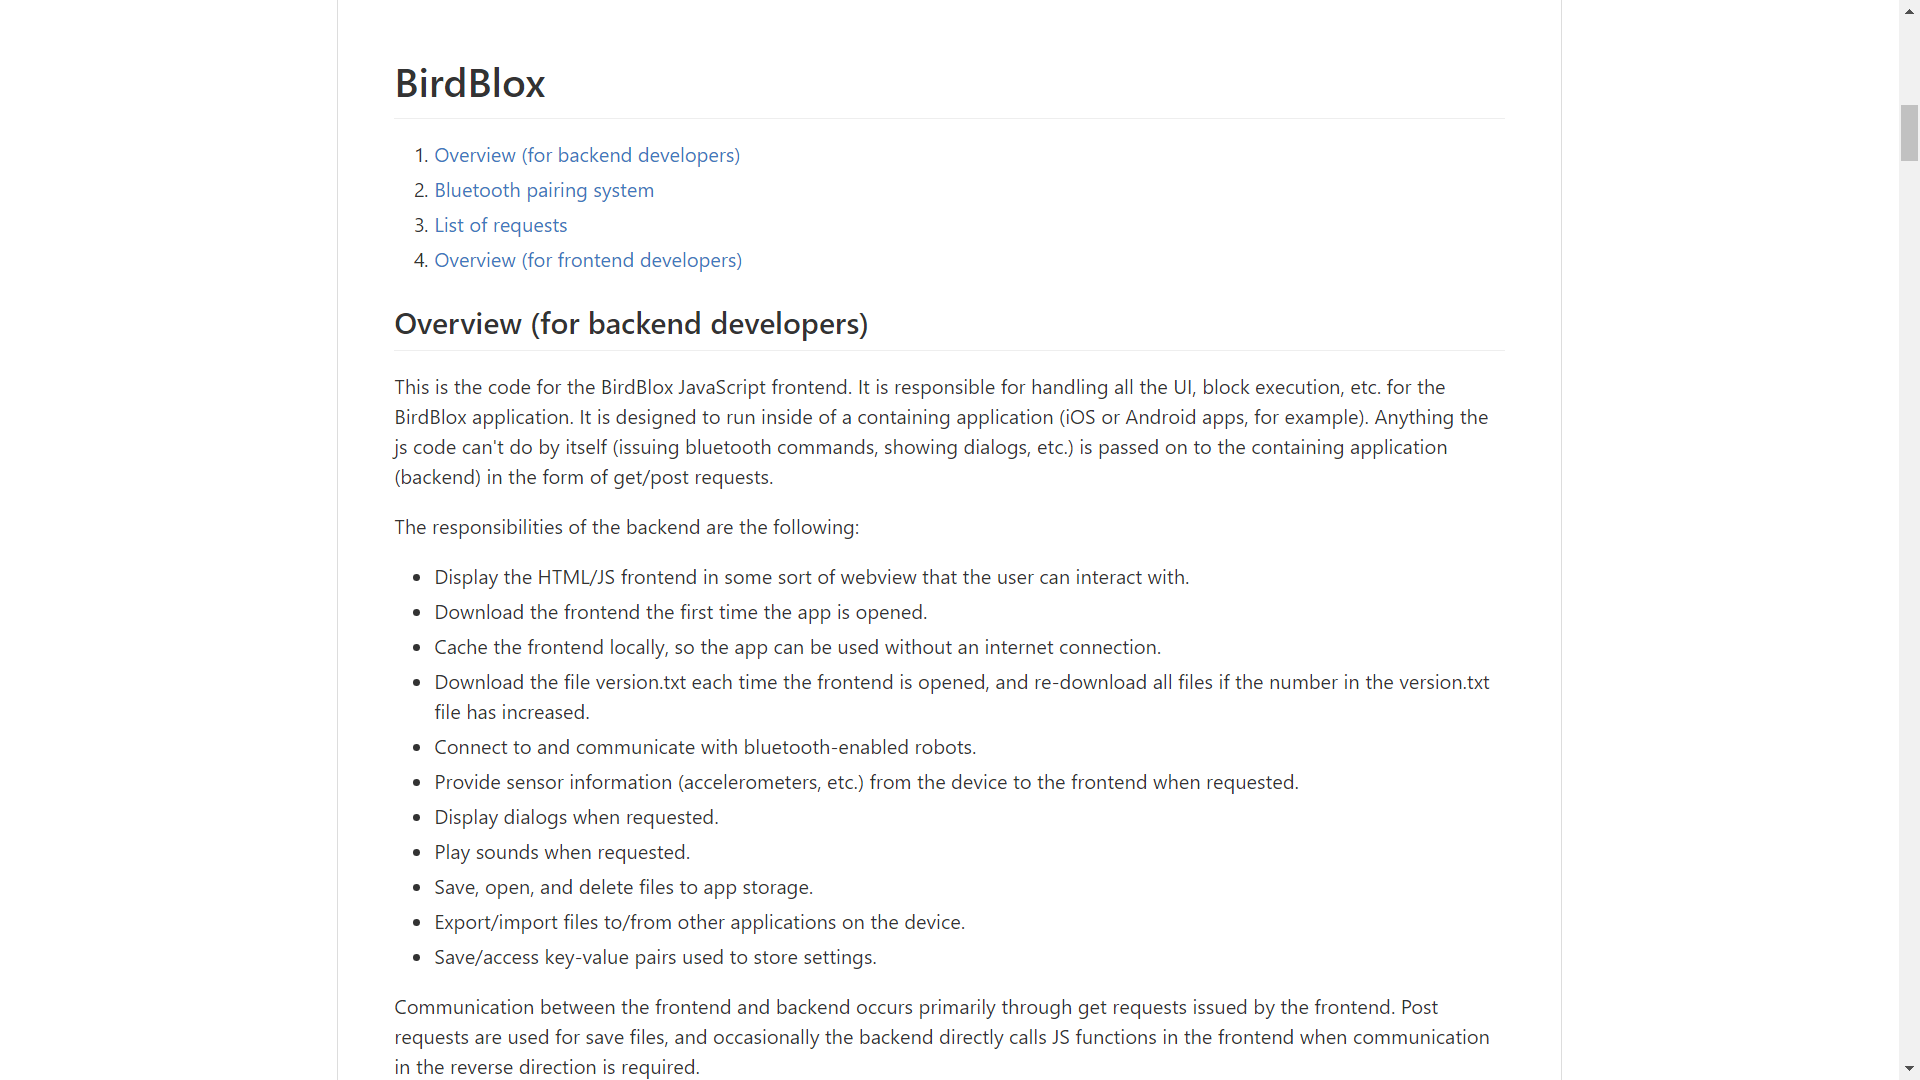 BirdBlox
1. Overview (for backend developers)
2. Bluetooth pairing system
3. List of requests
4. Overview (for frontend developers)
Overview (for backend developers)
This is the code for the BirdBlox JavaScript frontend. It is responsible for handling all the UI, block execution, etc. for the
BirdBlox application. It is designed to run inside of a containing application (iOS or Android apps, for example). Anything the
js code can't do by itself (issuing bluetooth commands, showing dialogs, etc.) is passed on to the containing application
(backend) in the form of get/post requests.
The responsibilities of the backend are the following:
• Display the HTML/JS frontend in some sort of webview that the user can interact with.
• Download the frontend the first time the app is opened.
• Cache the frontend locally, so the app can be used without an internet connection.
• Download the file version.txt each time the frontend is opened, and re-download all files if the number in the version.txt
file has increased.
• Connect to and communicate with bluetooth-enabled robots.
• Provide sensor information (accelerometers, etc.) from the device to the frontend when requested.
• Display dialogs when requested.
• Play sounds when requested.
• Save, open, and delete files to app storage.
• Export/import files to/from other applications on the device.
• Save/access key-value pairs used to store settings.
Communication between the frontend and backend occurs primarily through get requests issued by the frontend. Post
requests are used for save files, and occasionally the backend directly calls JS functions in the frontend when communication
in the reverse direction is required.